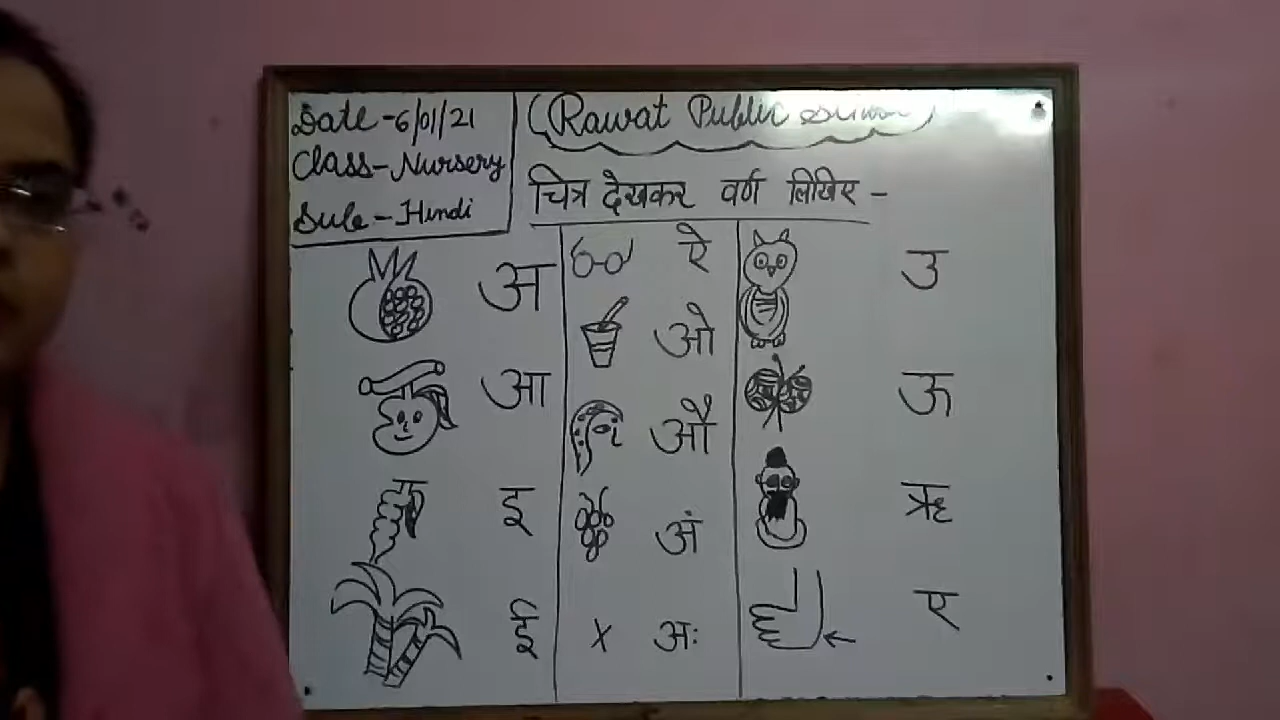 Date-6/01/21
Class-Nursery
Sub-Hindi
(Rawat Public
चित्र देखकर वर्ण लिखिए -
अ
आ
इ
ई
ऐ
ओ
औ
अं
x अः
उ
ऊ
ऋ
ए